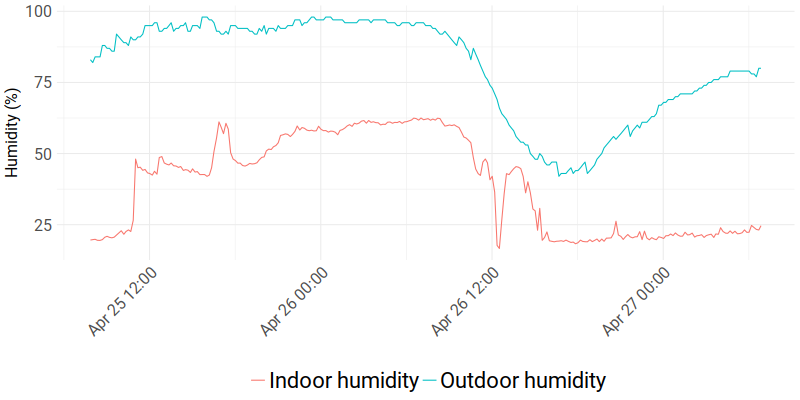 100
75
50
25
Humidity (%)
Apr 25 12:00
Apr 26 00:00
Apr 26 12:00
Apr 27 00:00
Indoor humidity
Outdoor humidity